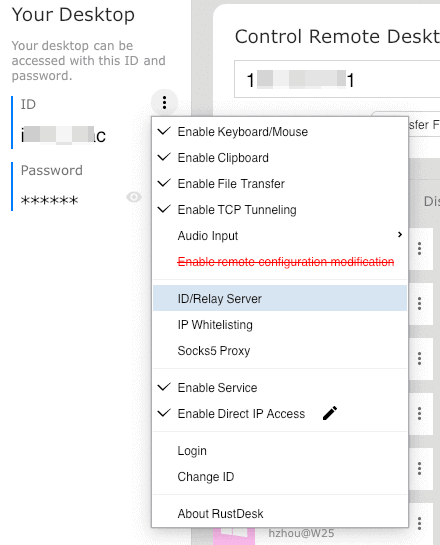 Your Desktop
Your desktop can be
accessed with this ID and
password.
ID
Password
******
Control Remote Deskt
1
1
nsfer F
Dis
Enable Keyboard/Mouse
Enable Clipboard
Enable File Transfer
Enable TCP Tunneling
Audio Input
Enable remote configuration modification
ID/Relay Server
IP Whitelisting
Socks5 Proxy
Enable Service
Enable Direct IP Access
Login
Change ID
About RustDesk
hzhou@W25